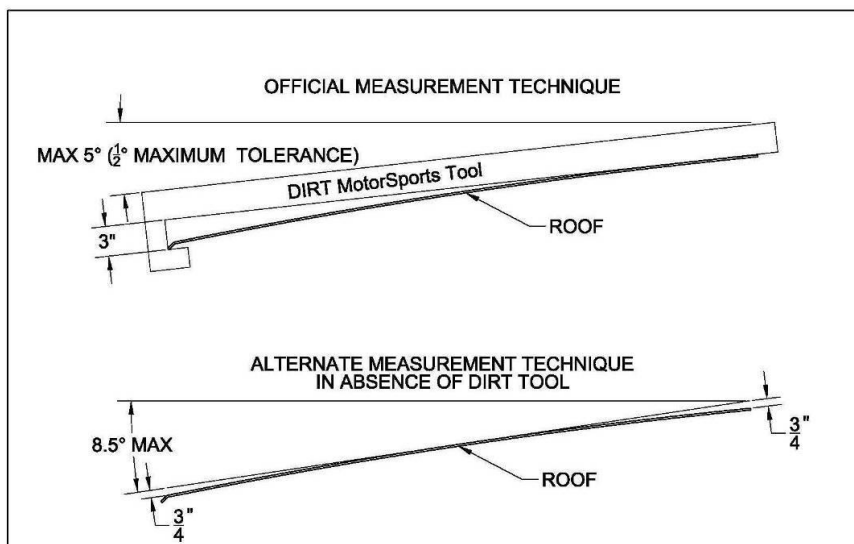 OFFICIAL MEASUREMENT TECHNIQUE
MAX 5° (½° MAXIMUM TOLERANCE)
DIRT MotorSports Tool
ROOF
3"
ALTERNATE MEASUREMENT TECHNIQUE
IN ABSENCE OF DIRT TOOL
8.5° MAX
3/4"
ROOF
3/4"